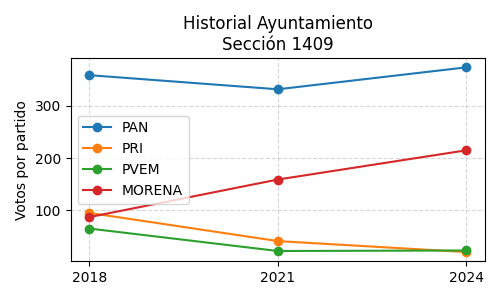 Historial Ayuntamiento
Sección 1409
Votos por partido
300
200
100
PAN
PRI
PVEM
MORENA
2018
2021
2024